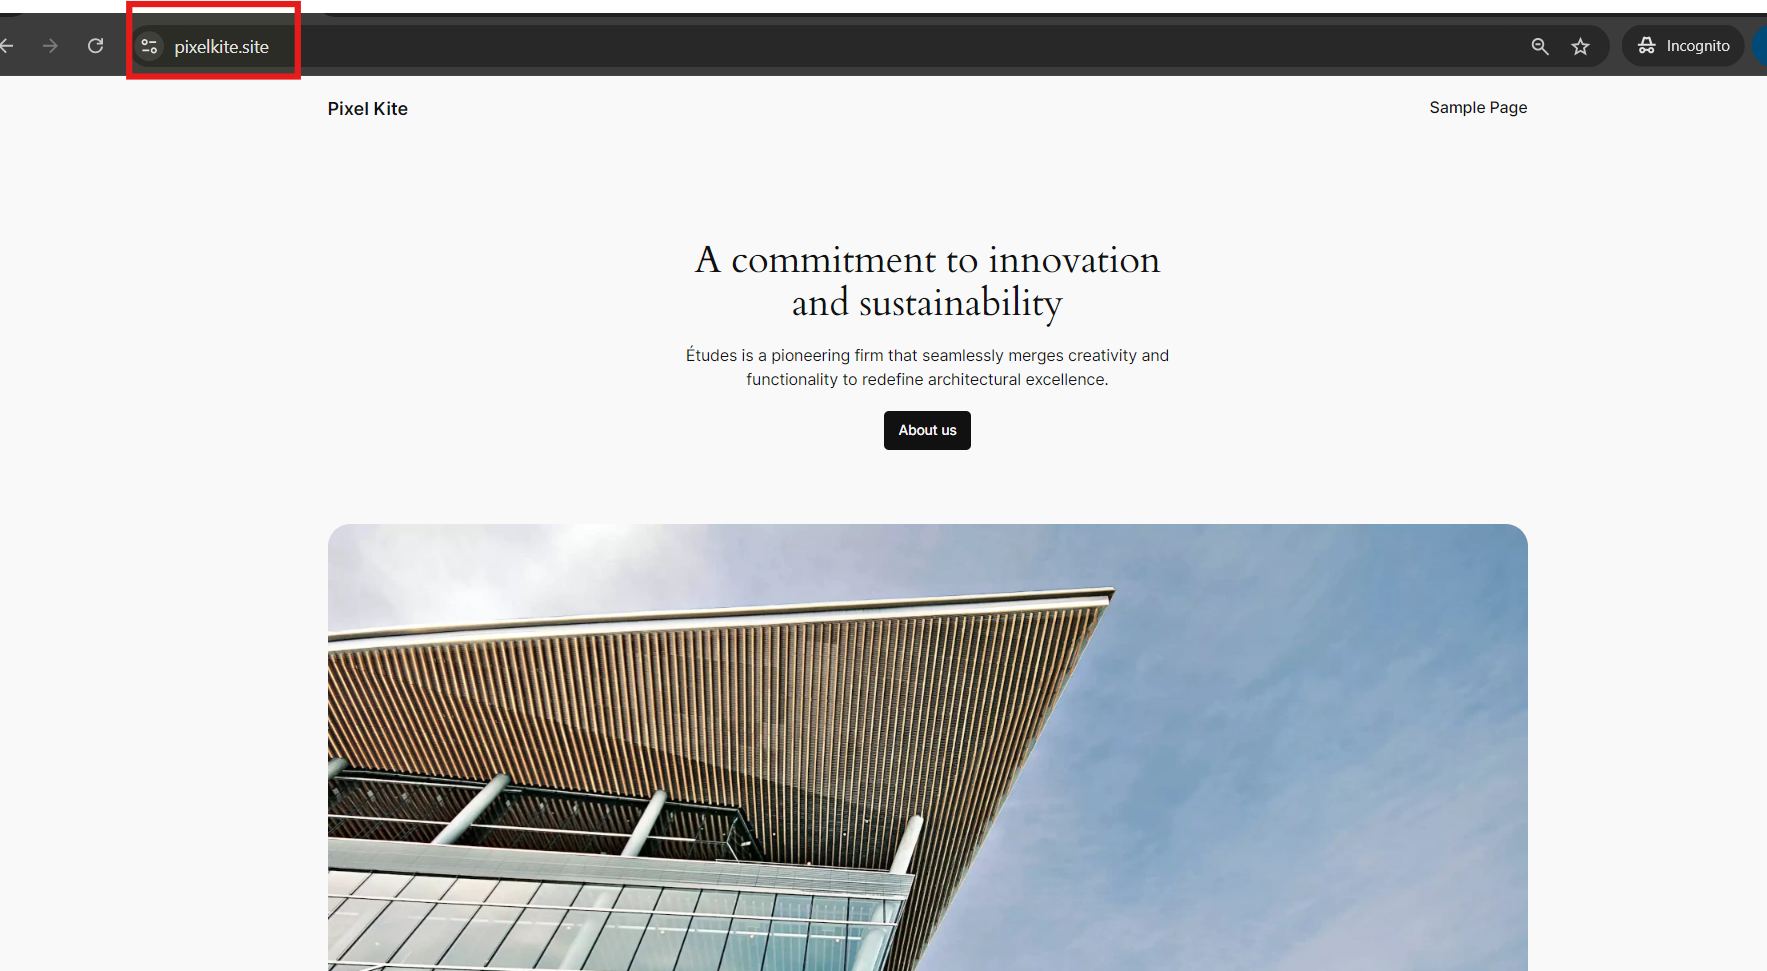 pixelkite.site
Incognito
Pixel Kite
Sample Page
A commitment to innovation
and sustainability
Études is a pioneering firm that seamlessly merges creativity and
functionality to redefine architectural excellence.
About us